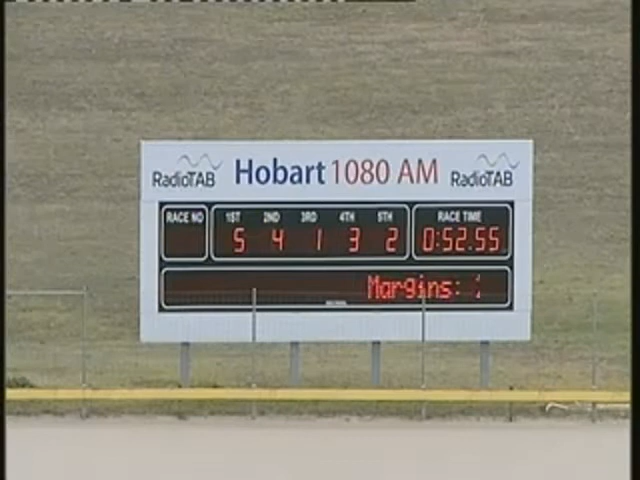 RadioTAB Hobart 1080 AM RadioTAB
RACE NO 1ST 2ND 3RD 4TH 5TH RACE TIME
5 4 1 3 2 0:52.55
Margins: